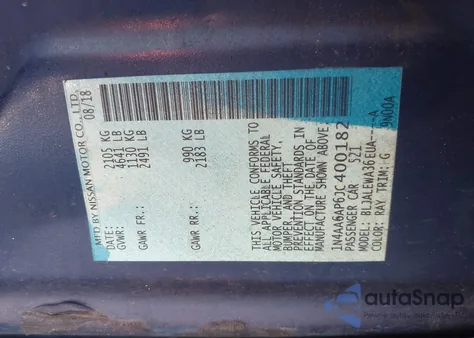 MFD BY NISSAN MOTOR CO., LTD.
08/18
GVWR: 2105 KG
4641 LB
GAWR FR.: 1130 KG
2491 LB
GAWR RR.: 990 KG
2183 LB
THIS VEHICLE CONFORMS TO
ALL APPLICABLE FEDERAL
MOTOR VEHICLE SAFETY,
BUMPER, AND THEFT
PREVENTION STANDARDS IN
EFFECT ON THE DATE OF
MANUFACTURE SHOWN ABOVE
1N4AA6AP6JC400182
PASSENGER CAR 5Z1
MODEL: BEJALEWA36EUA----A
COLOR: RAY TRIM: G
9N00A
autoSnap